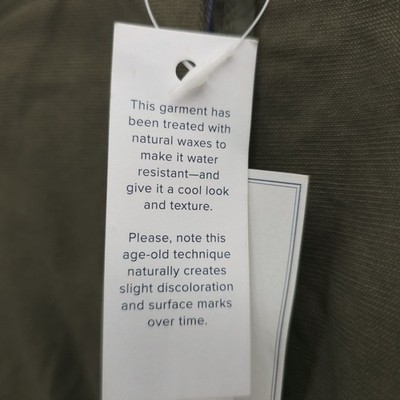 This garment has
been treated with
natural waxes to
make it water
resistant—and
give it a cool look
and texture.
Please, note this
age-old technique
naturally creates
slight discoloration
and surface marks
over time.